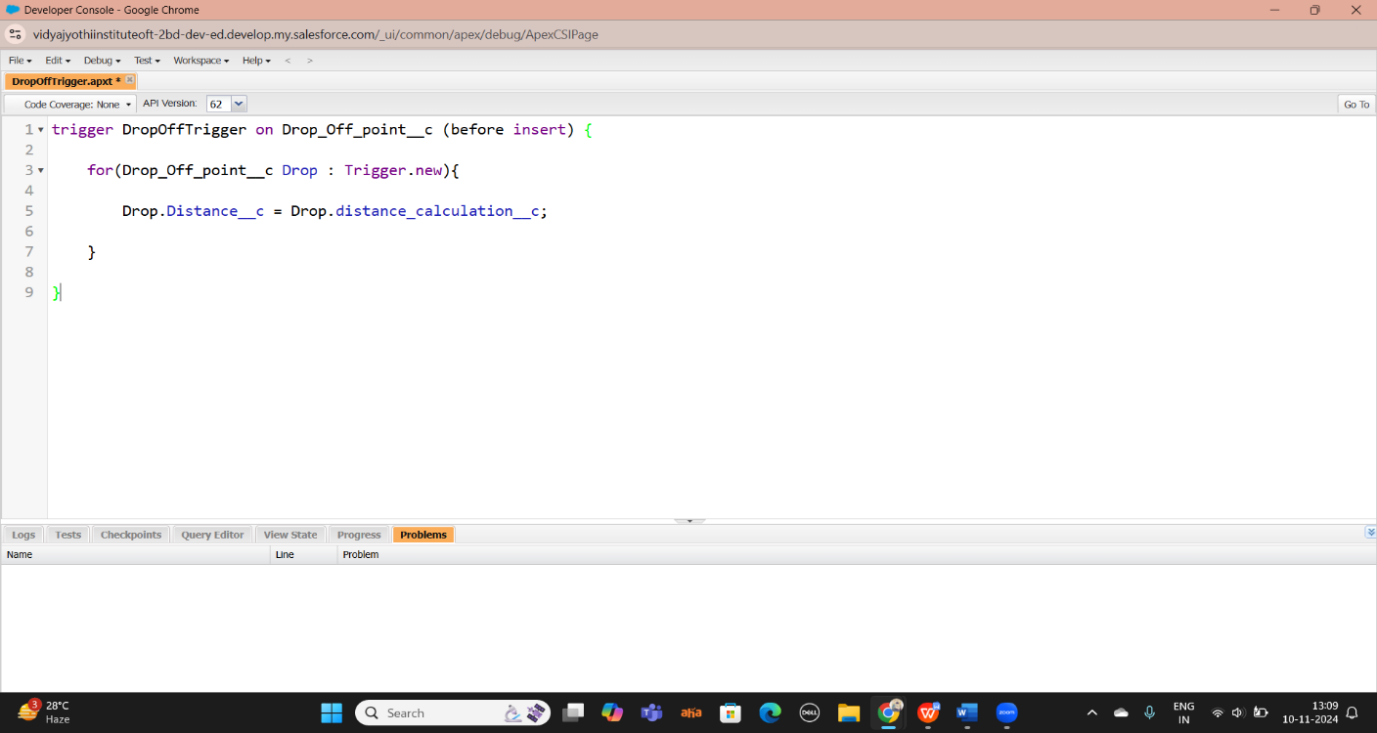 Developer Console - Google Chrome
vidyajyothiinstituteoft-2bd-dev-ed.develop.my.salesforce.com/_ui/common/apex/debug/ApexCSIPage
File Edit Debug Test Workspace Help < >
DropOffTrigger.apxt *
Code Coverage: None API Version: 62 Go To
1 trigger DropOffTrigger on Drop_Off_point__c (before insert) {
2
3 for(Drop_Off_point__c Drop : Trigger.new){
4
5 Drop.Distance__c = Drop.distance_calculation__c;
6
7 }
8
9 }
Logs Tests Checkpoints Query Editor View State Progress Problems
Name Line Problem
3 28°C
Haze
Search
aha
DELL
W
W
zoom
ENG
IN
13:09
10-11-2024